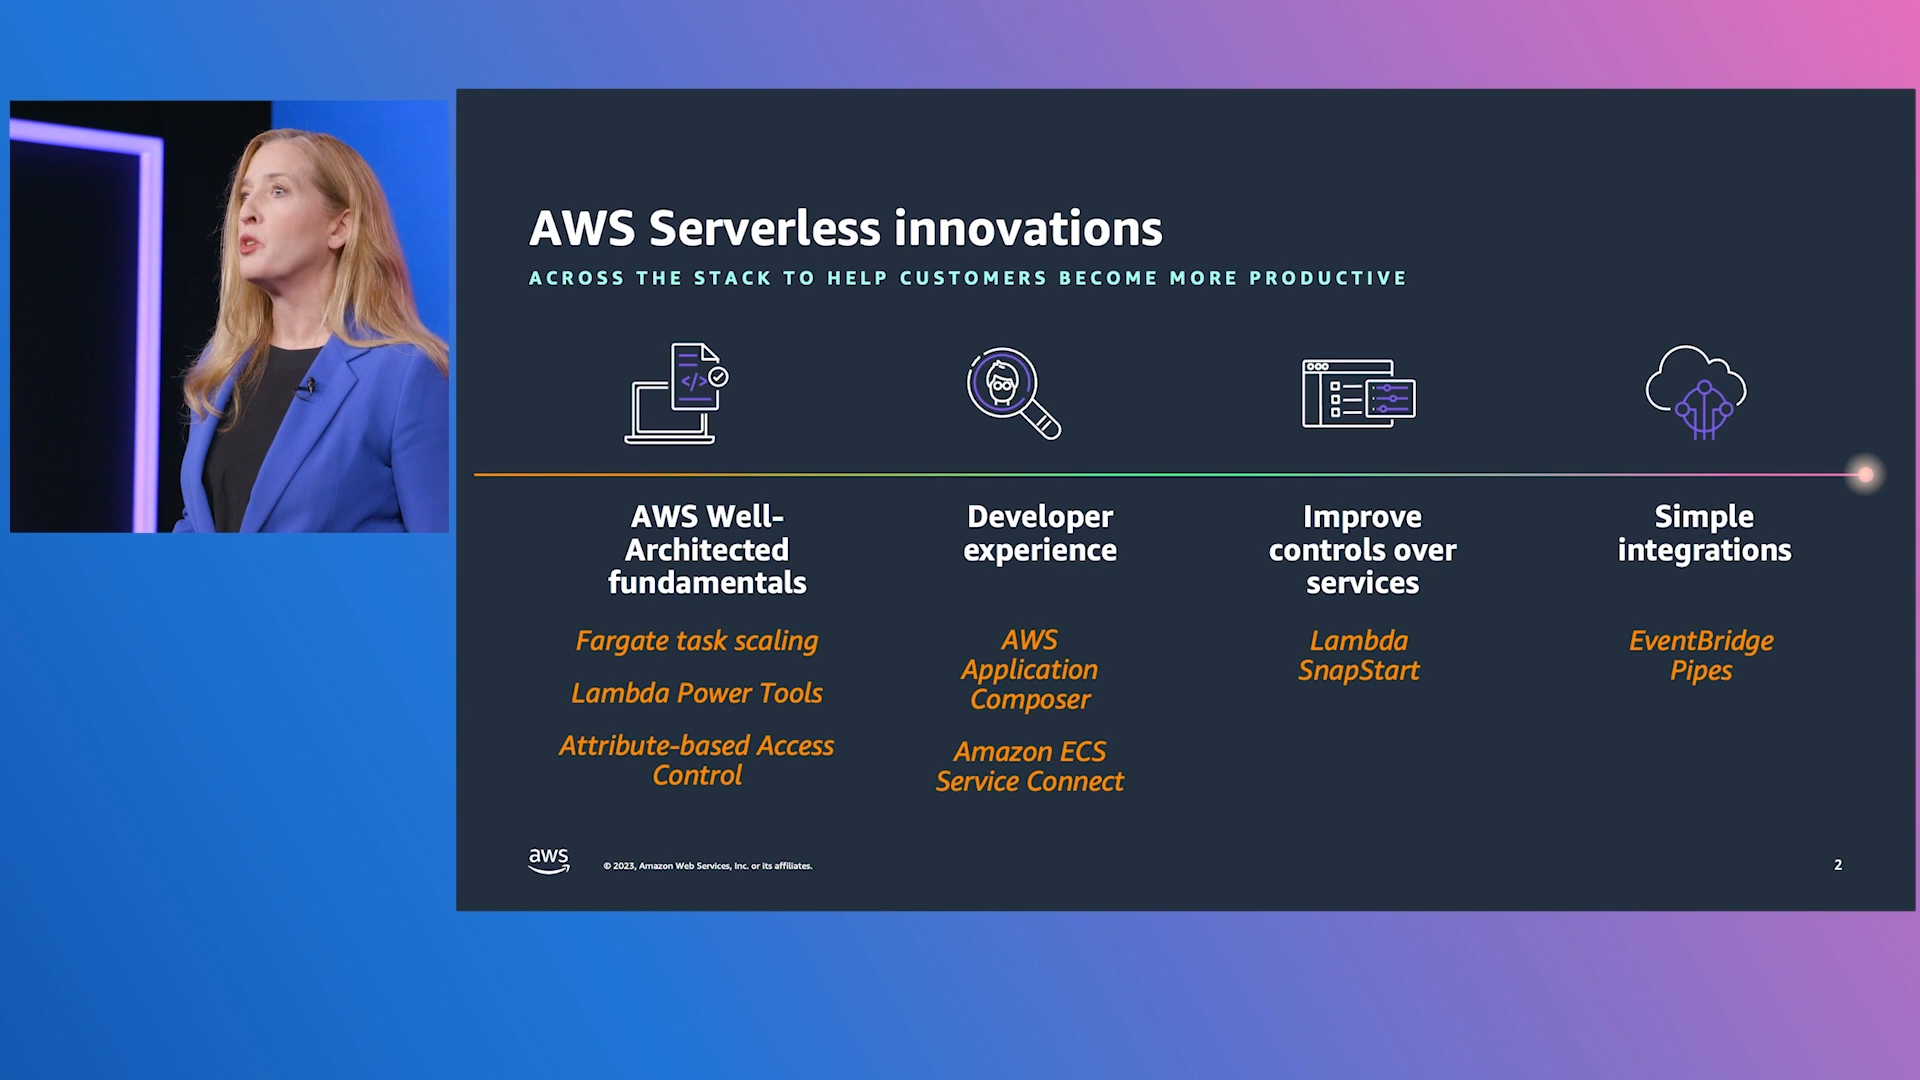 AWS Serverless innovations
ACROSS THE STACK TO HELP CUSTOMERS BECOME MORE PRODUCTIVE
</>
AWS Well-
Architected
fundamentals
Fargate task scaling
Lambda Power Tools
Attribute-based Access
Control
Developer
experience
AWS
Application
Composer
Amazon ECS
Service Connect
Improve
controls over
services
Lambda
SnapStart
Simple
integrations
EventBridge
Pipes
aws
© 2023, Amazon Web Services, Inc. or its affiliates.
2